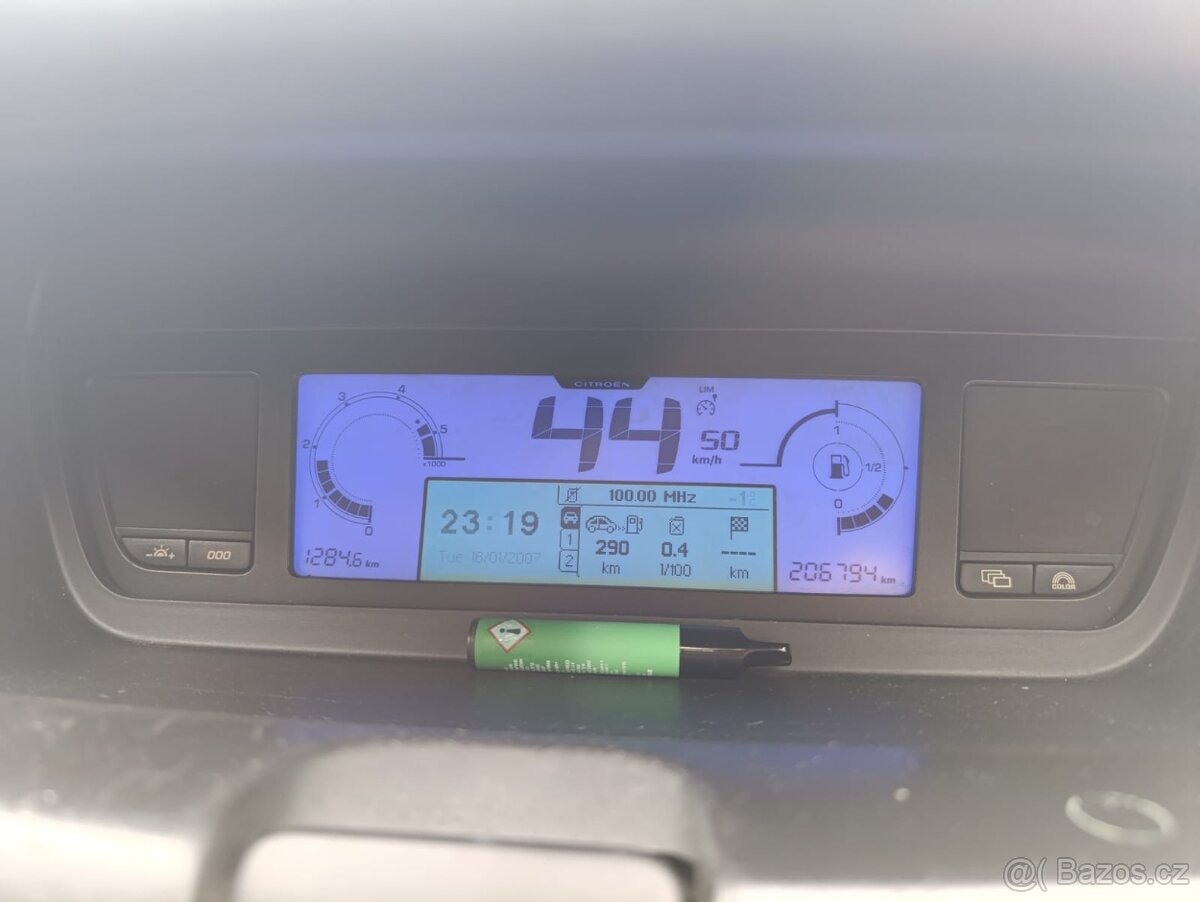 CITROËN
LIM
44
50
km/h
0
1
2
3
4
5
x1000
1
1/2
0
100.00 MHz
-1°C
23:19
Tue 16/01/2007
1
2
290
km
0.4
l/100
----
km
1284.6 km
206794 km
000
COLOR
@( Bazos.cz